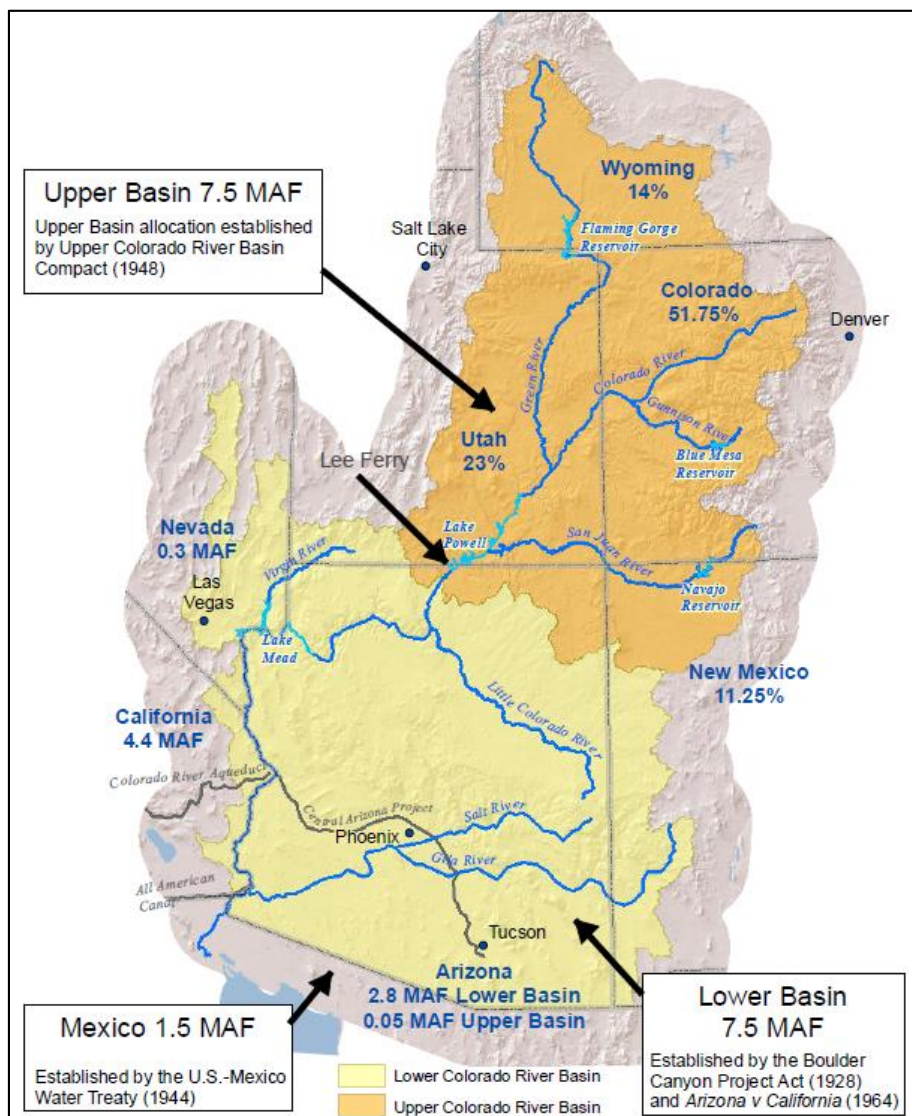 Wyoming
14%
Upper Basin 7.5 MAF
Upper Basin allocation established
by Upper Colorado River Basin
Compact (1948)
Salt Lake
City
Flaming Gorge
Reservoir
Colorado
51.75%
Denver
Green River
Colorado River
Gunnison River
Utah
23%
Blue Mesa
Reservoir
Lee Ferry
Nevada
0.3 MAF
Virgin River
Lake
Powell
San Juan River
Las
Vegas
Navajo
Reservoir
Lake
Mead
New Mexico
11.25%
Little Colorado River
California
4.4 MAF
Colorado River Aqueduct
Central Arizona Project
Salt River
Phoenix
Gila River
All American
Canal
Tucson
Arizona
2.8 MAF Lower Basin
0.05 MAF Upper Basin
Mexico 1.5 MAF
Established by the U.S.-Mexico
Water Treaty (1944)
Lower Basin
7.5 MAF
Established by the Boulder
Canyon Project Act (1928)
and Arizona v California (1964)
Lower Colorado River Basin
Upper Colorado River Basin